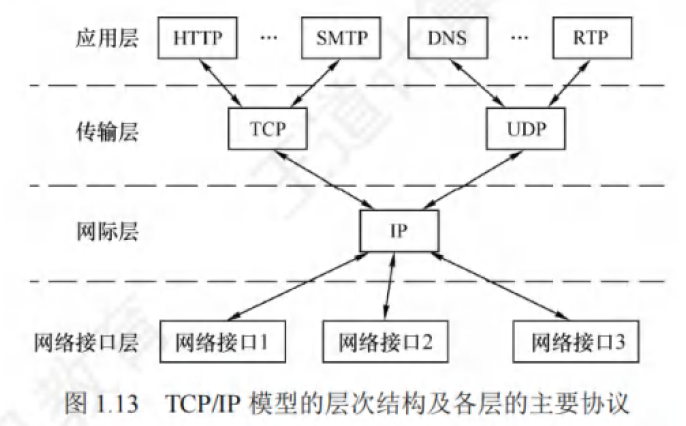 应用层 HTTP … SMTP DNS … RTP
传输层 TCP UDP
网际层 IP
网络接口层 网络接口1 网络接口2 网络接口3
图 1.13 TCP/IP 模型的层次结构及各层的主要协议